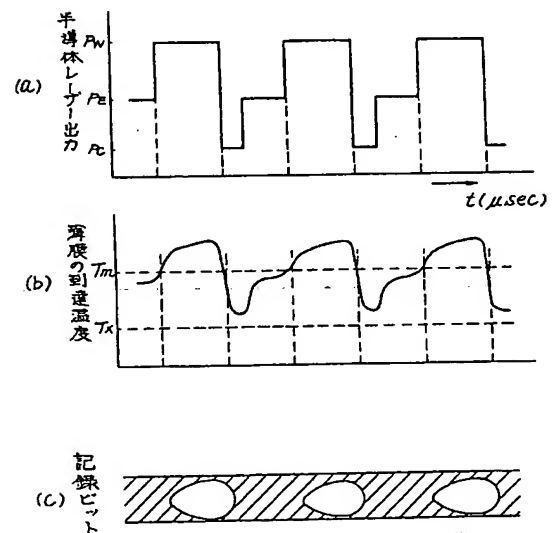 (a)
半導体レーザー出力
Pw
PE
Pc
t(μsec)
(b)
薄膜の到達温度
Tm
Tx
(c)
記録ピット